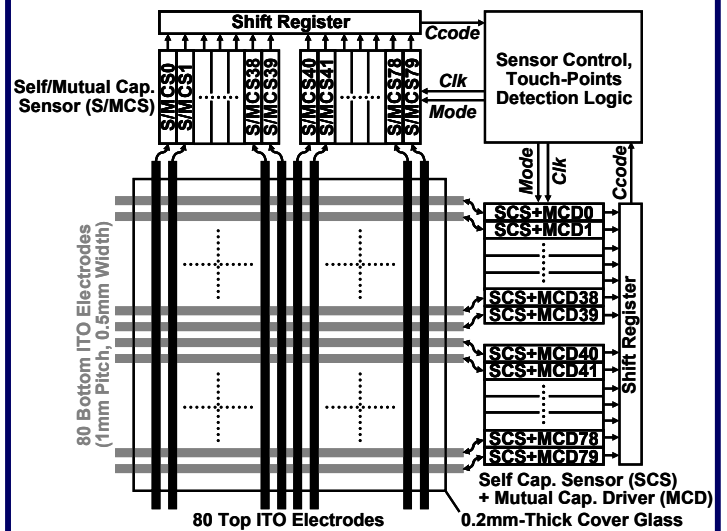 Shift Register
Ccode
Sensor Control,
Touch-Points
Detection Logic
Self/Mutual Cap.
Sensor (S/MCS)
S/MCS0
S/MCS1
S/MCS38
S/MCS39
S/MCS40
S/MCS41
S/MCS78
S/MCS79
Clk
Mode
Mode
Clk
Ccode
80 Bottom ITO Electrodes
(1mm Pitch, 0.5mm Width)
SCS+MCD0
SCS+MCD1
SCS+MCD38
SCS+MCD39
SCS+MCD40
SCS+MCD41
SCS+MCD78
SCS+MCD79
Shift Register
Self Cap. Sensor (SCS)
+ Mutual Cap. Driver (MCD)
80 Top ITO Electrodes
0.2mm-Thick Cover Glass